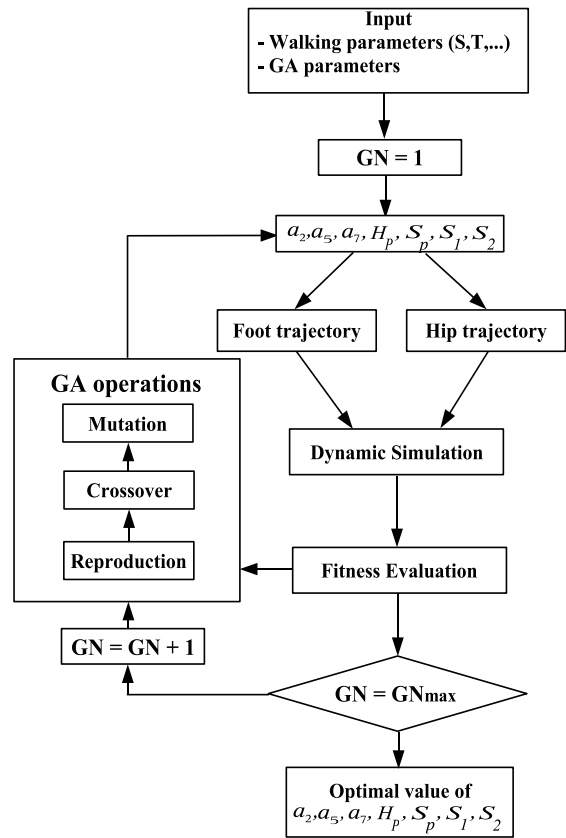 Input
- Walking parameters (S,T,...)
- GA parameters
GN = 1
a₂,a₅, a₇, Hₚ, Sₚ, S₁, S₂
Foot trajectory
Hip trajectory
GA operations
Mutation
Crossover
Reproduction
Dynamic Simulation
Fitness Evaluation
GN = GN + 1
GN = GNmax
Optimal value of
a₂,a₅, a₇, Hₚ, Sₚ, S₁, S₂